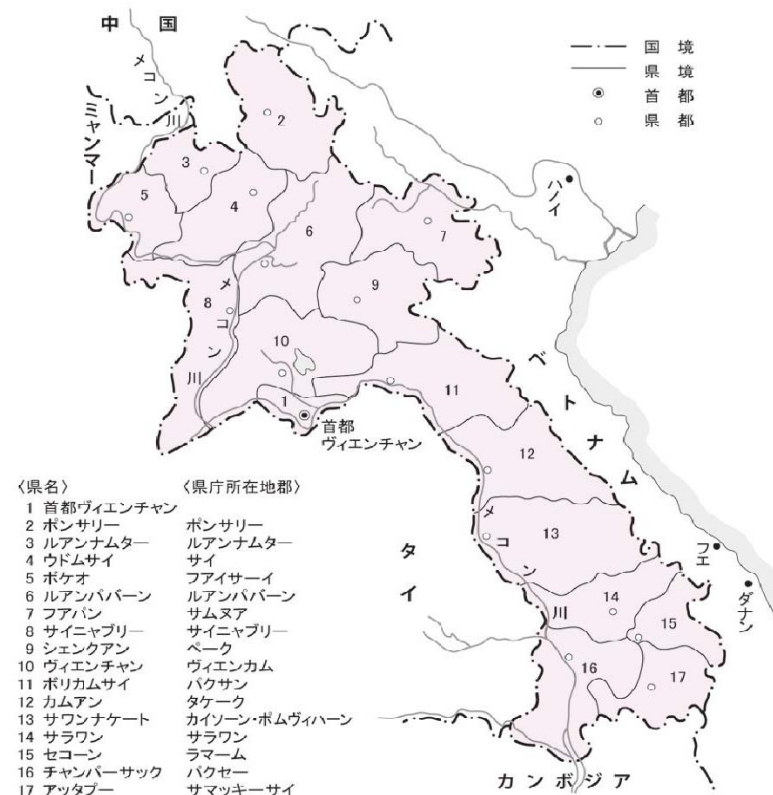 中国
メコン川
ミャンマー
国境
県境
首都
県都
ハノイ
2
3
5
4
6
7
8
9
メコン川
10
11
1
首都
ヴィエンチャン
ベトナム
12
メコン川
13
タイ
フエ
ダナン
14
15
16
17
カンボジア
〈県名〉 〈県庁所在地郡〉
1 首都ヴィエンチャン
2 ポンサリー ポンサリー
3 ルアンナムター ルアンナムター
4 ウドムサイ サイ
5 ボケオ フアイサーイ
6 ルアンパバーン ルアンパバーン
7 フアパン サムヌア
8 サイニャブリー サイニャブリー
9 シェンクアン ペーク
10 ヴィエンチャン ヴィエンカム
11 ボリカムサイ パクサン
12 カムアン タケーク
13 サワンナケート カイソーン・ポムヴィハーン
14 サラワン サラワン
15 セコーン ラマーム
16 チャンパーサック パクセー
17 アッタプー サマッキーサイ